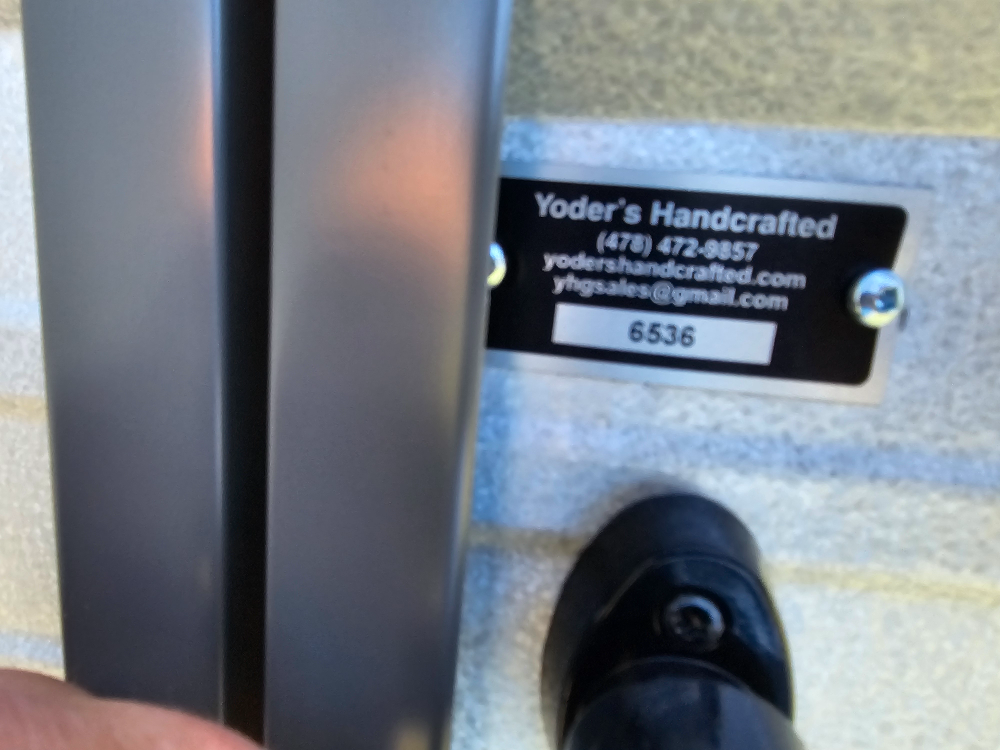 Yoder's Handcrafted
(478) 472-9857
yodershandcrafted.com
yhgsales@gmail.com
6536